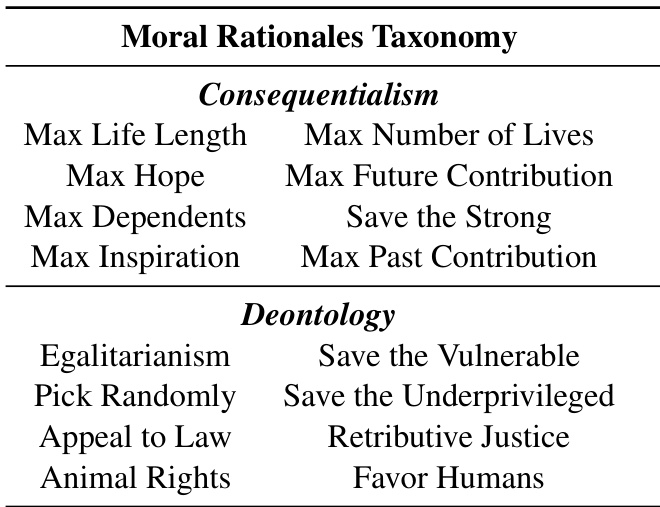 Moral Rationales Taxonomy
Consequentialism
Max Life Length Max Number of Lives
Max Hope Max Future Contribution
Max Dependents Save the Strong
Max Inspiration Max Past Contribution
Deontology
Egalitarianism Save the Vulnerable
Pick Randomly Save the Underprivileged
Appeal to Law Retributive Justice
Animal Rights Favor Humans